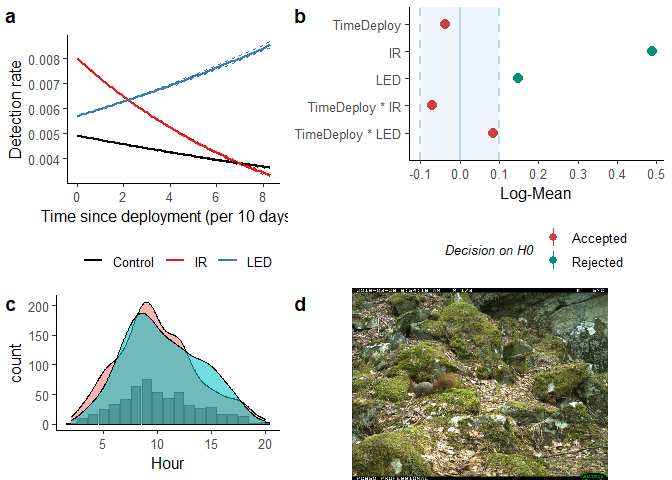 a
0.008
0.007
0.006
0.005
0.004
Detection rate
0 2 4 6 8
Time since deployment (per 10 days
Control IR LED
b
TimeDeploy
IR
LED
TimeDeploy * IR
TimeDeploy * LED
-0.1 0.0 0.1 0.2 0.3 0.4 0.5
Log-Mean
Decision on H0
Accepted
Rejected
c
200
150
100
50
0
count
5 10 15 20
Hour
d
M 1/3
PROFESSIONAL